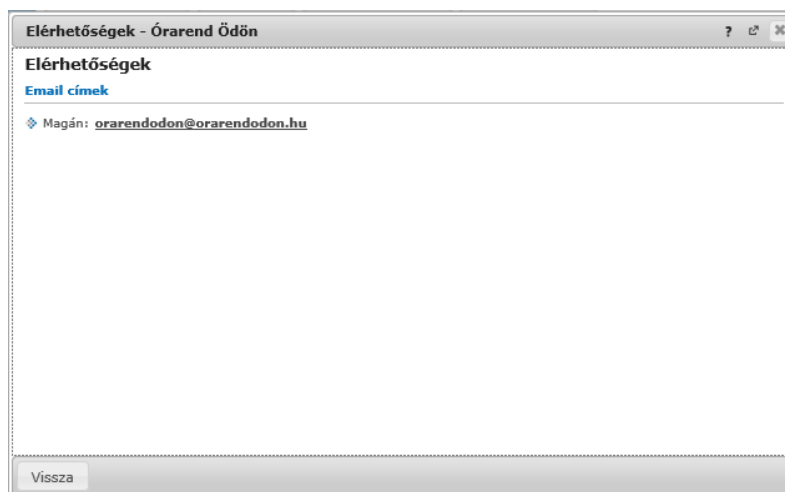 Elérhetőségek - Órarend Ödön
?
Elérhetőségek
Email címek
Magán: orarendodon@orarendodon.hu
Vissza